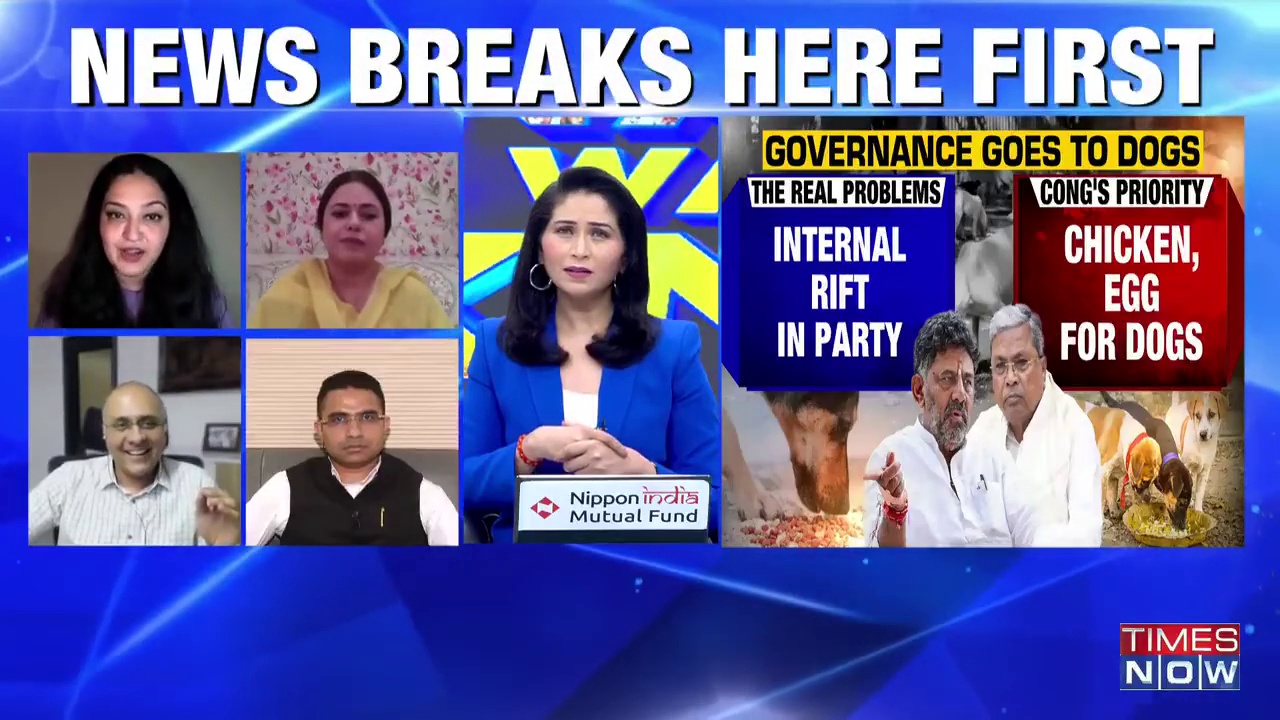 NEWS BREAKS HERE FIRST
GOVERNANCE GOES TO DOGS
THE REAL PROBLEMS
INTERNAL
RIFT
IN PARTY
CONG'S PRIORITY
CHICKEN,
EGG
FOR DOGS
Nippon india
Mutual Fund
TIMES
NOW